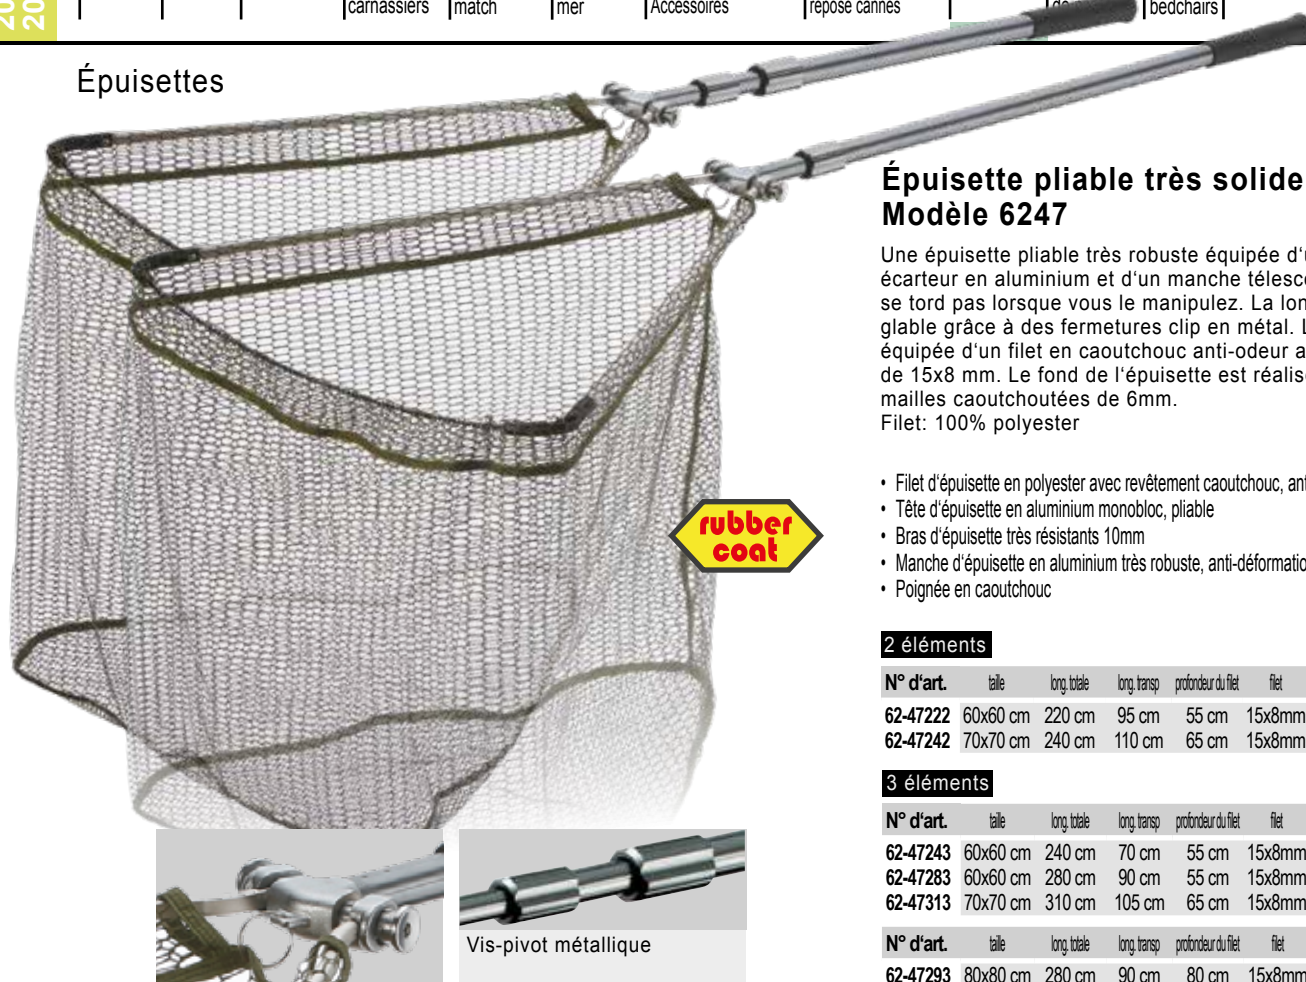 carnassiers match mer Accessoires repose cannes bedchairs
Épuisettes
Épuisette pliable très solide
Modèle 6247
Une épuisette pliable très robuste équipée d‘u
écarteur en aluminium et d‘un manche télesco
se tord pas lorsque vous le manipulez. La lon
glable grâce à des fermetures clip en métal. L
équipée d‘un filet en caoutchouc anti-odeur a
de 15x8 mm. Le fond de l‘épuisette est réalisé
mailles caoutchoutées de 6mm.
Filet: 100% polyester
• Filet d‘épuisette en polyester avec revêtement caoutchouc, ant
• Tête d‘épuisette en aluminium monobloc, pliable
• Bras d‘épuisette très résistants 10mm
• Manche d‘épuisette en aluminium très robuste, anti-déformatio
• Poignée en caoutchouc
rubber
coat
2 éléments
N° d‘art. taille long. totale long. transp profondeur du filet filet
62-47222 60x60 cm 220 cm 95 cm 55 cm 15x8mm
62-47242 70x70 cm 240 cm 110 cm 65 cm 15x8mm
3 éléments
N° d‘art. taille long. totale long. transp profondeur du filet filet
62-47243 60x60 cm 240 cm 70 cm 55 cm 15x8mm
62-47283 60x60 cm 280 cm 90 cm 55 cm 15x8mm
62-47313 70x70 cm 310 cm 105 cm 65 cm 15x8mm
N° d‘art. taille long. totale long. transp profondeur du filet filet
62-47293 80x80 cm 280 cm 90 cm 80 cm 15x8mm
Vis-pivot métallique